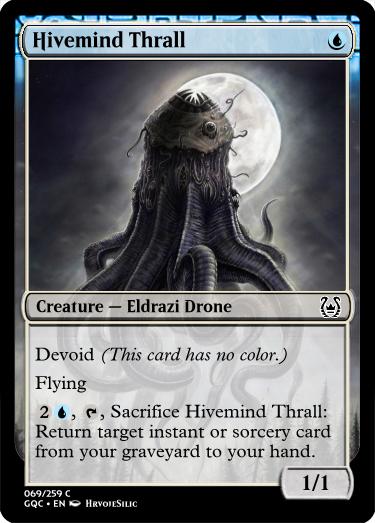 Hivemind Thrall
Creature — Eldrazi Drone
Devoid (This card has no color.)
Flying
2, Sacrifice Hivemind Thrall:
Return target instant or sorcery card
from your graveyard to your hand.
1/1
069/259 C
GQC • EN HrvojeSilic